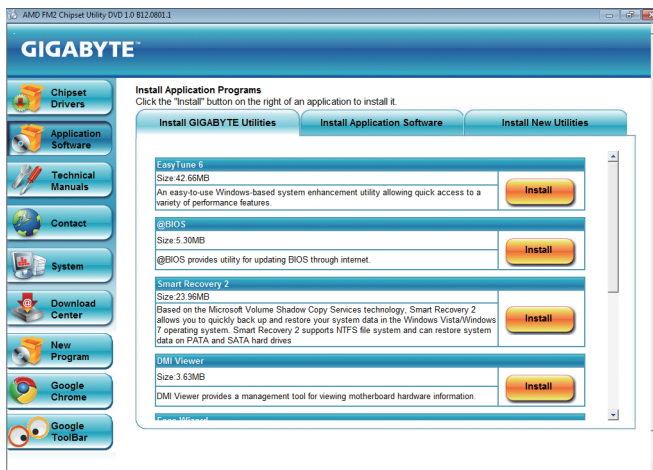 AMD FM2 Chipset Utility DVD 1.0 B12.0801.1
GIGABYTE™
Chipset
Drivers
Application
Software
Technical
Manuals
Contact
System
Download
Center
New
Program
Google
Chrome
Google
ToolBar
Install Application Programs
Click the "Install" button on the right of an application to install it.
Install GIGABYTE Utilities
Install Application Software
Install New Utilities
EasyTune 6
Size:42.66MB
An easy-to-use Windows-based system enhancement utility allowing quick access to a
variety of performance features.
Install
@BIOS
Size:5.30MB
@BIOS provides utility for updating BIOS through internet.
Install
Smart Recovery 2
Size:23.96MB
Based on the Microsoft Volume Shadow Copy Services technology, Smart Recovery 2
allows you to quickly back up and restore your system data in the Windows Vista/Windows
7 operating system. Smart Recovery 2 supports NTFS file system and can restore system
data on PATA and SATA hard drives
Install
DMI Viewer
Size:3.63MB
DMI Viewer provides a management tool for viewing motherboard hardware information.
Install